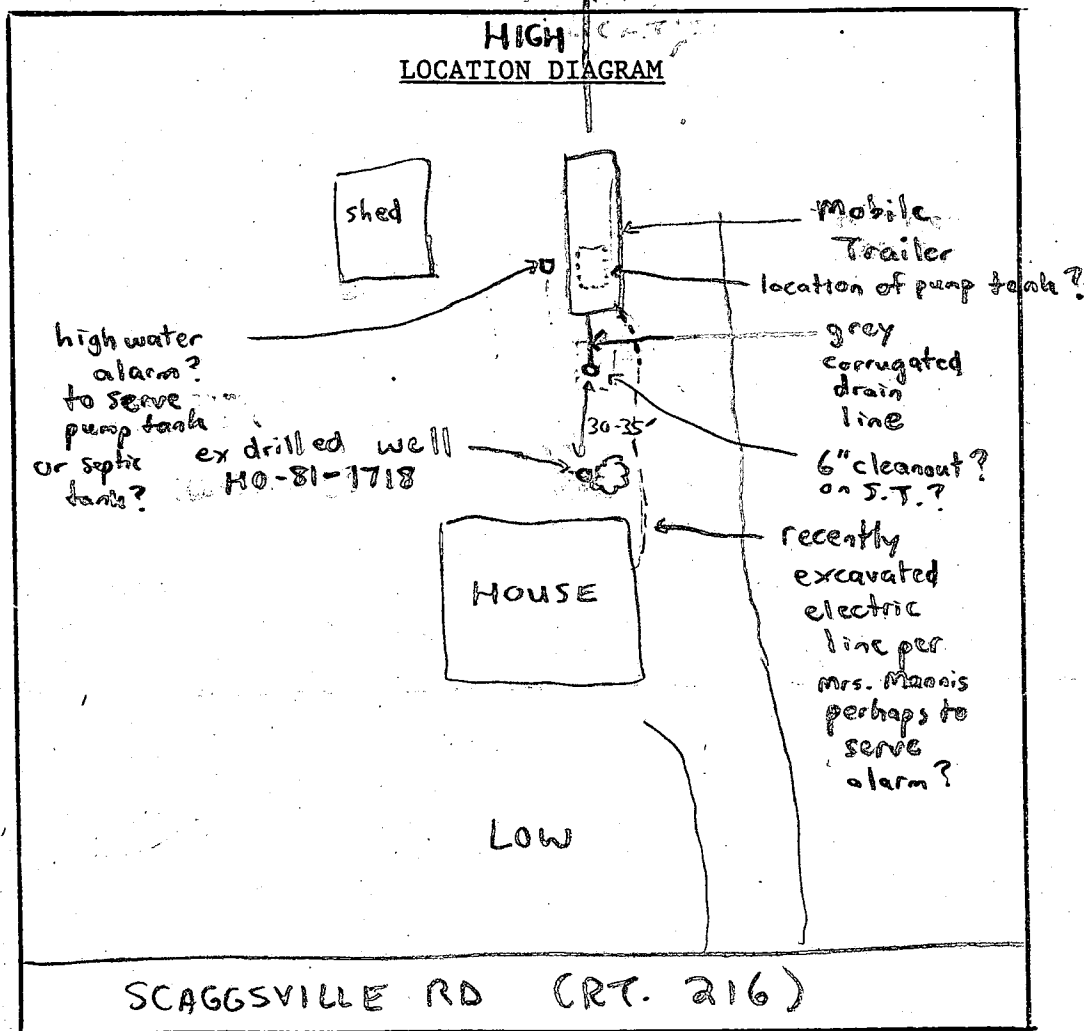 HIGH
LOCATION DIAGRAM
shed
Mobile
Trailer
location of pump tank?
high water
alarm?
to serve
pump tank
or septic
tank?
grey
corrugated
drain
line
30-35'
ex drilled well
HO-81-1718
6" cleanout?
on S.T.?
HOUSE
recently
excavated
electric
line per
Mrs. Mannis
perhaps to
serve
alarm?
LOW
SCAGGSVILLE RD (RT. 216)